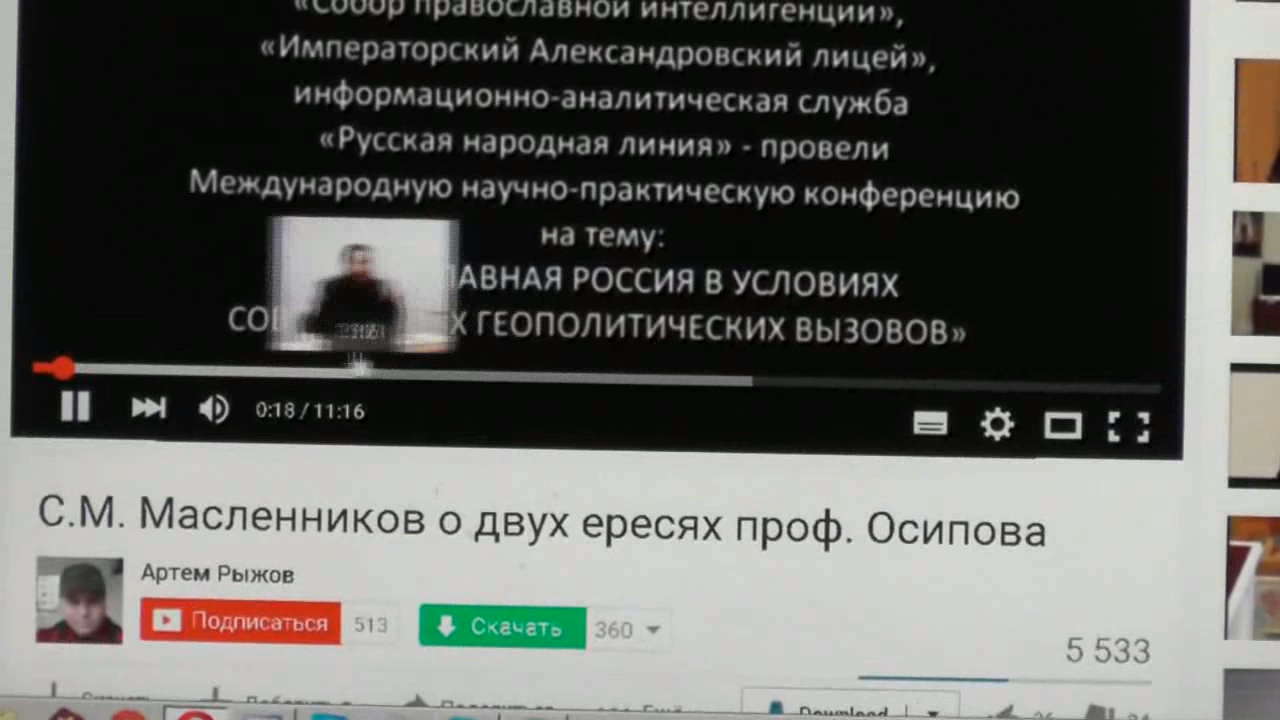 «Собор православной интеллигенции»,
«Императорский Александровский лицей»,
информационно-аналитическая служба
«Русская народная линия» - провели
Международную научно-практическую конференцию
на тему:
ЛАВНАЯ РОССИЯ В УСЛОВИЯХ
СО Х ГЕОПОЛИТИЧЕСКИХ ВЫЗОВОВ»
0:18 / 11:16
С.М. Масленников о двух ересях проф. Осипова
Артем Рыжов
Подписаться 513 Скачать 360
5 533
Download